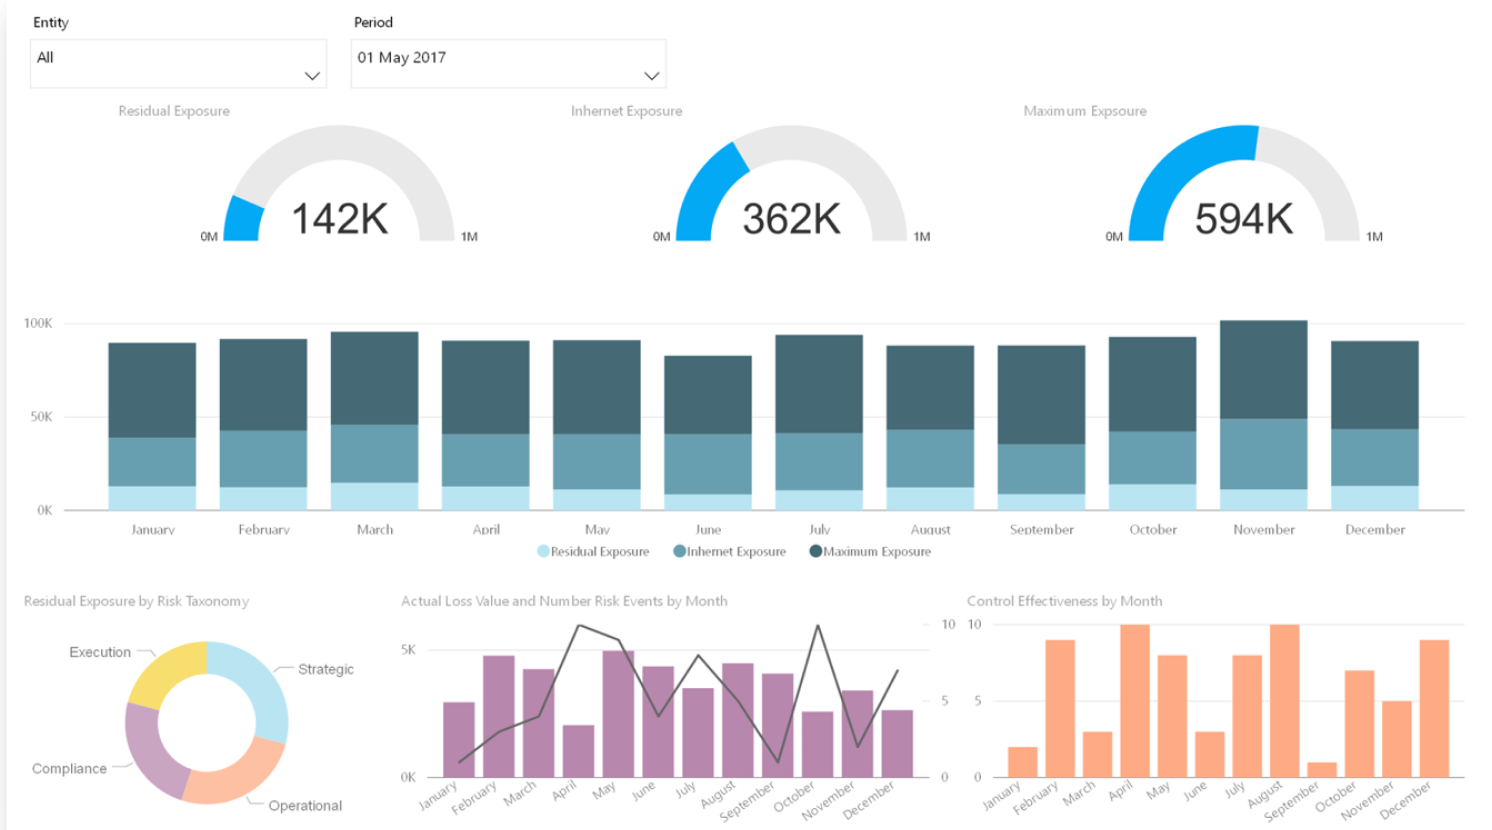 Entity
Period
All
01 May 2017
Residual Exposure
Inhernet Exposure
Maximum Expsoure
142K
0M
1M
362K
0M
1M
594K
0M
1M
100K
50K
0K
January
February
March
April
May
June
July
August
September
October
November
December
Residual Exposure
Inhernet Exposure
Maximum Exposure
Residual Exposure by Risk Taxonomy
Execution
Strategic
Compliance
Operational
Actual Loss Value and Number Risk Events by Month
5K
0K
10
5
0
January
February
March
April
May
June
July
August
September
October
November
December
Control Effectiveness by Month
10
5
0
January
February
March
April
May
June
July
August
September
October
November
December